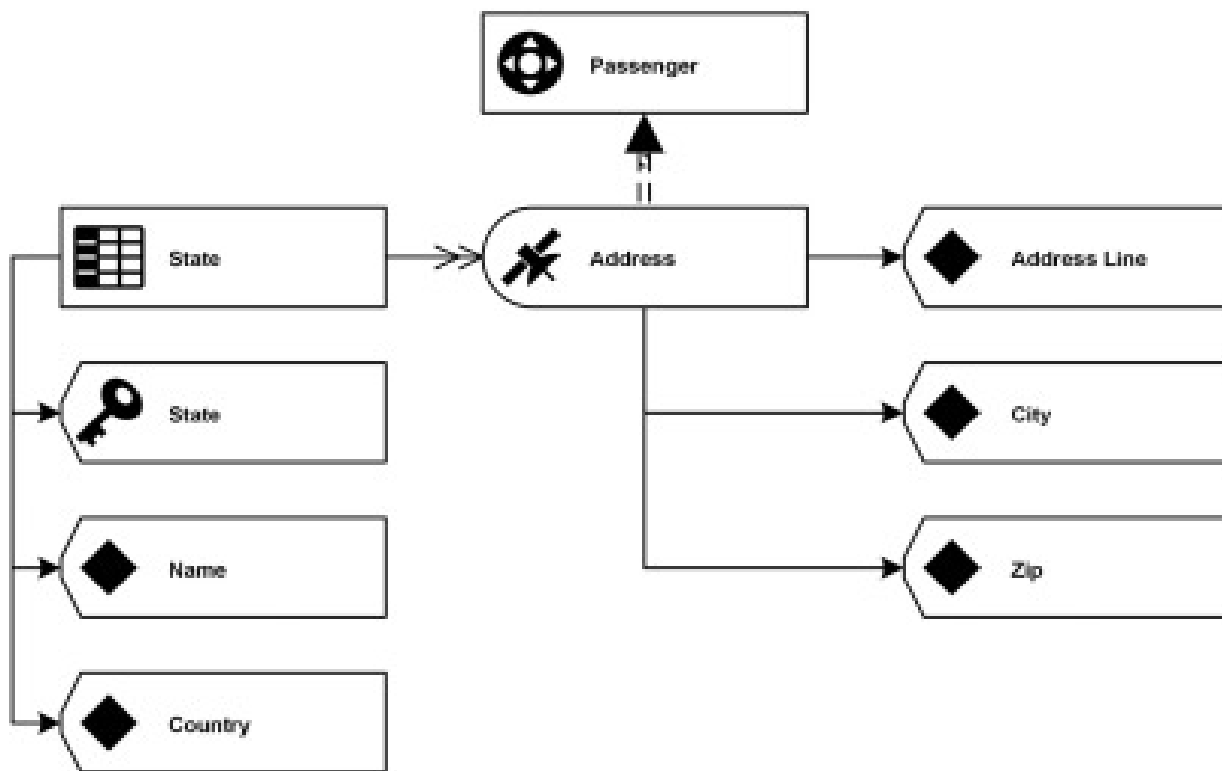 Passenger
State
Address
Address Line
State
City
Name
Zip
Country